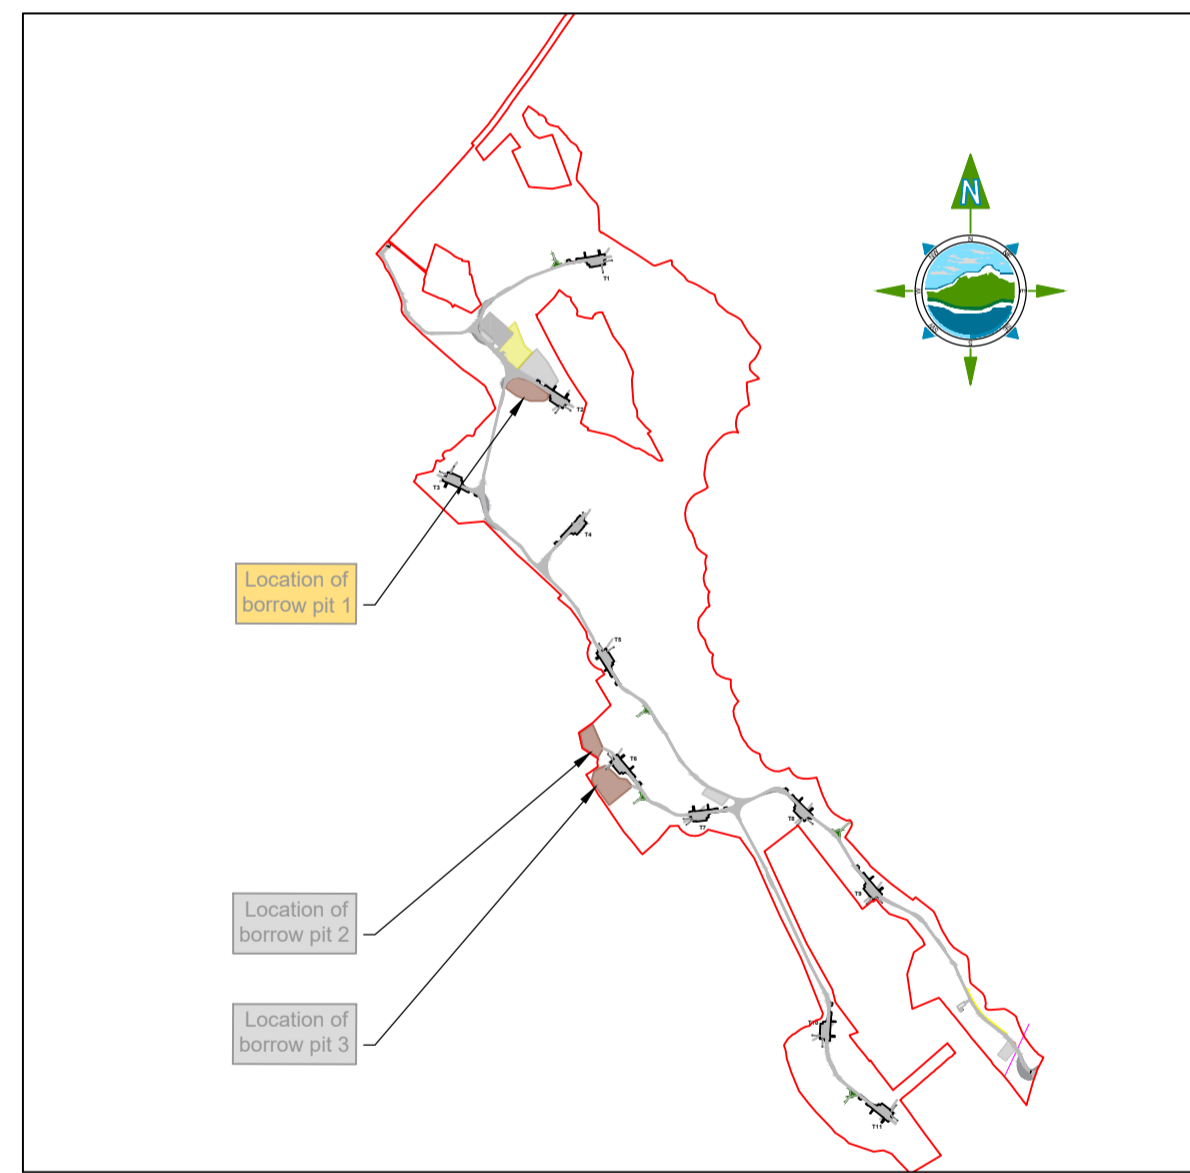 N
T1
T2
T3
T4
Location of
borrow pit 1
T5
T6
T7
T8
T9
Location of
borrow pit 2
Location of
borrow pit 3
T10
T11